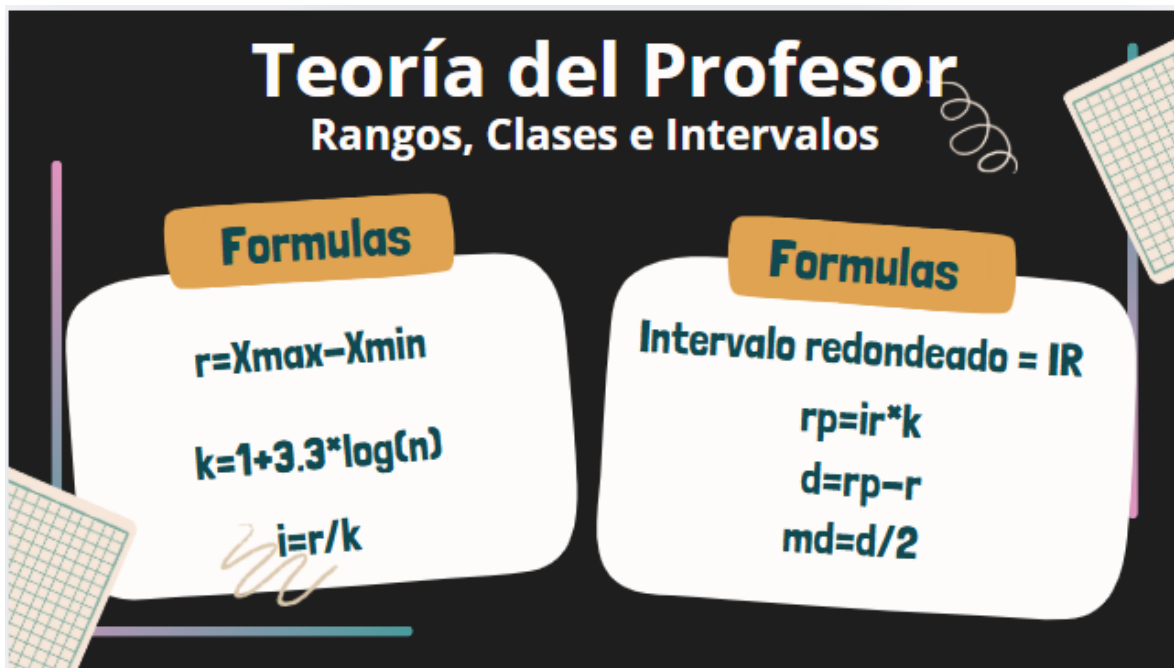 Teoría del Profesor
Rangos, Clases e Intervalos
Formulas
r=Xmax-Xmin
k=1+3.3*log(n)
i=r/k
Formulas
Intervalo redondeado = IR
rp=ir*k
d=rp-r
md=d/2